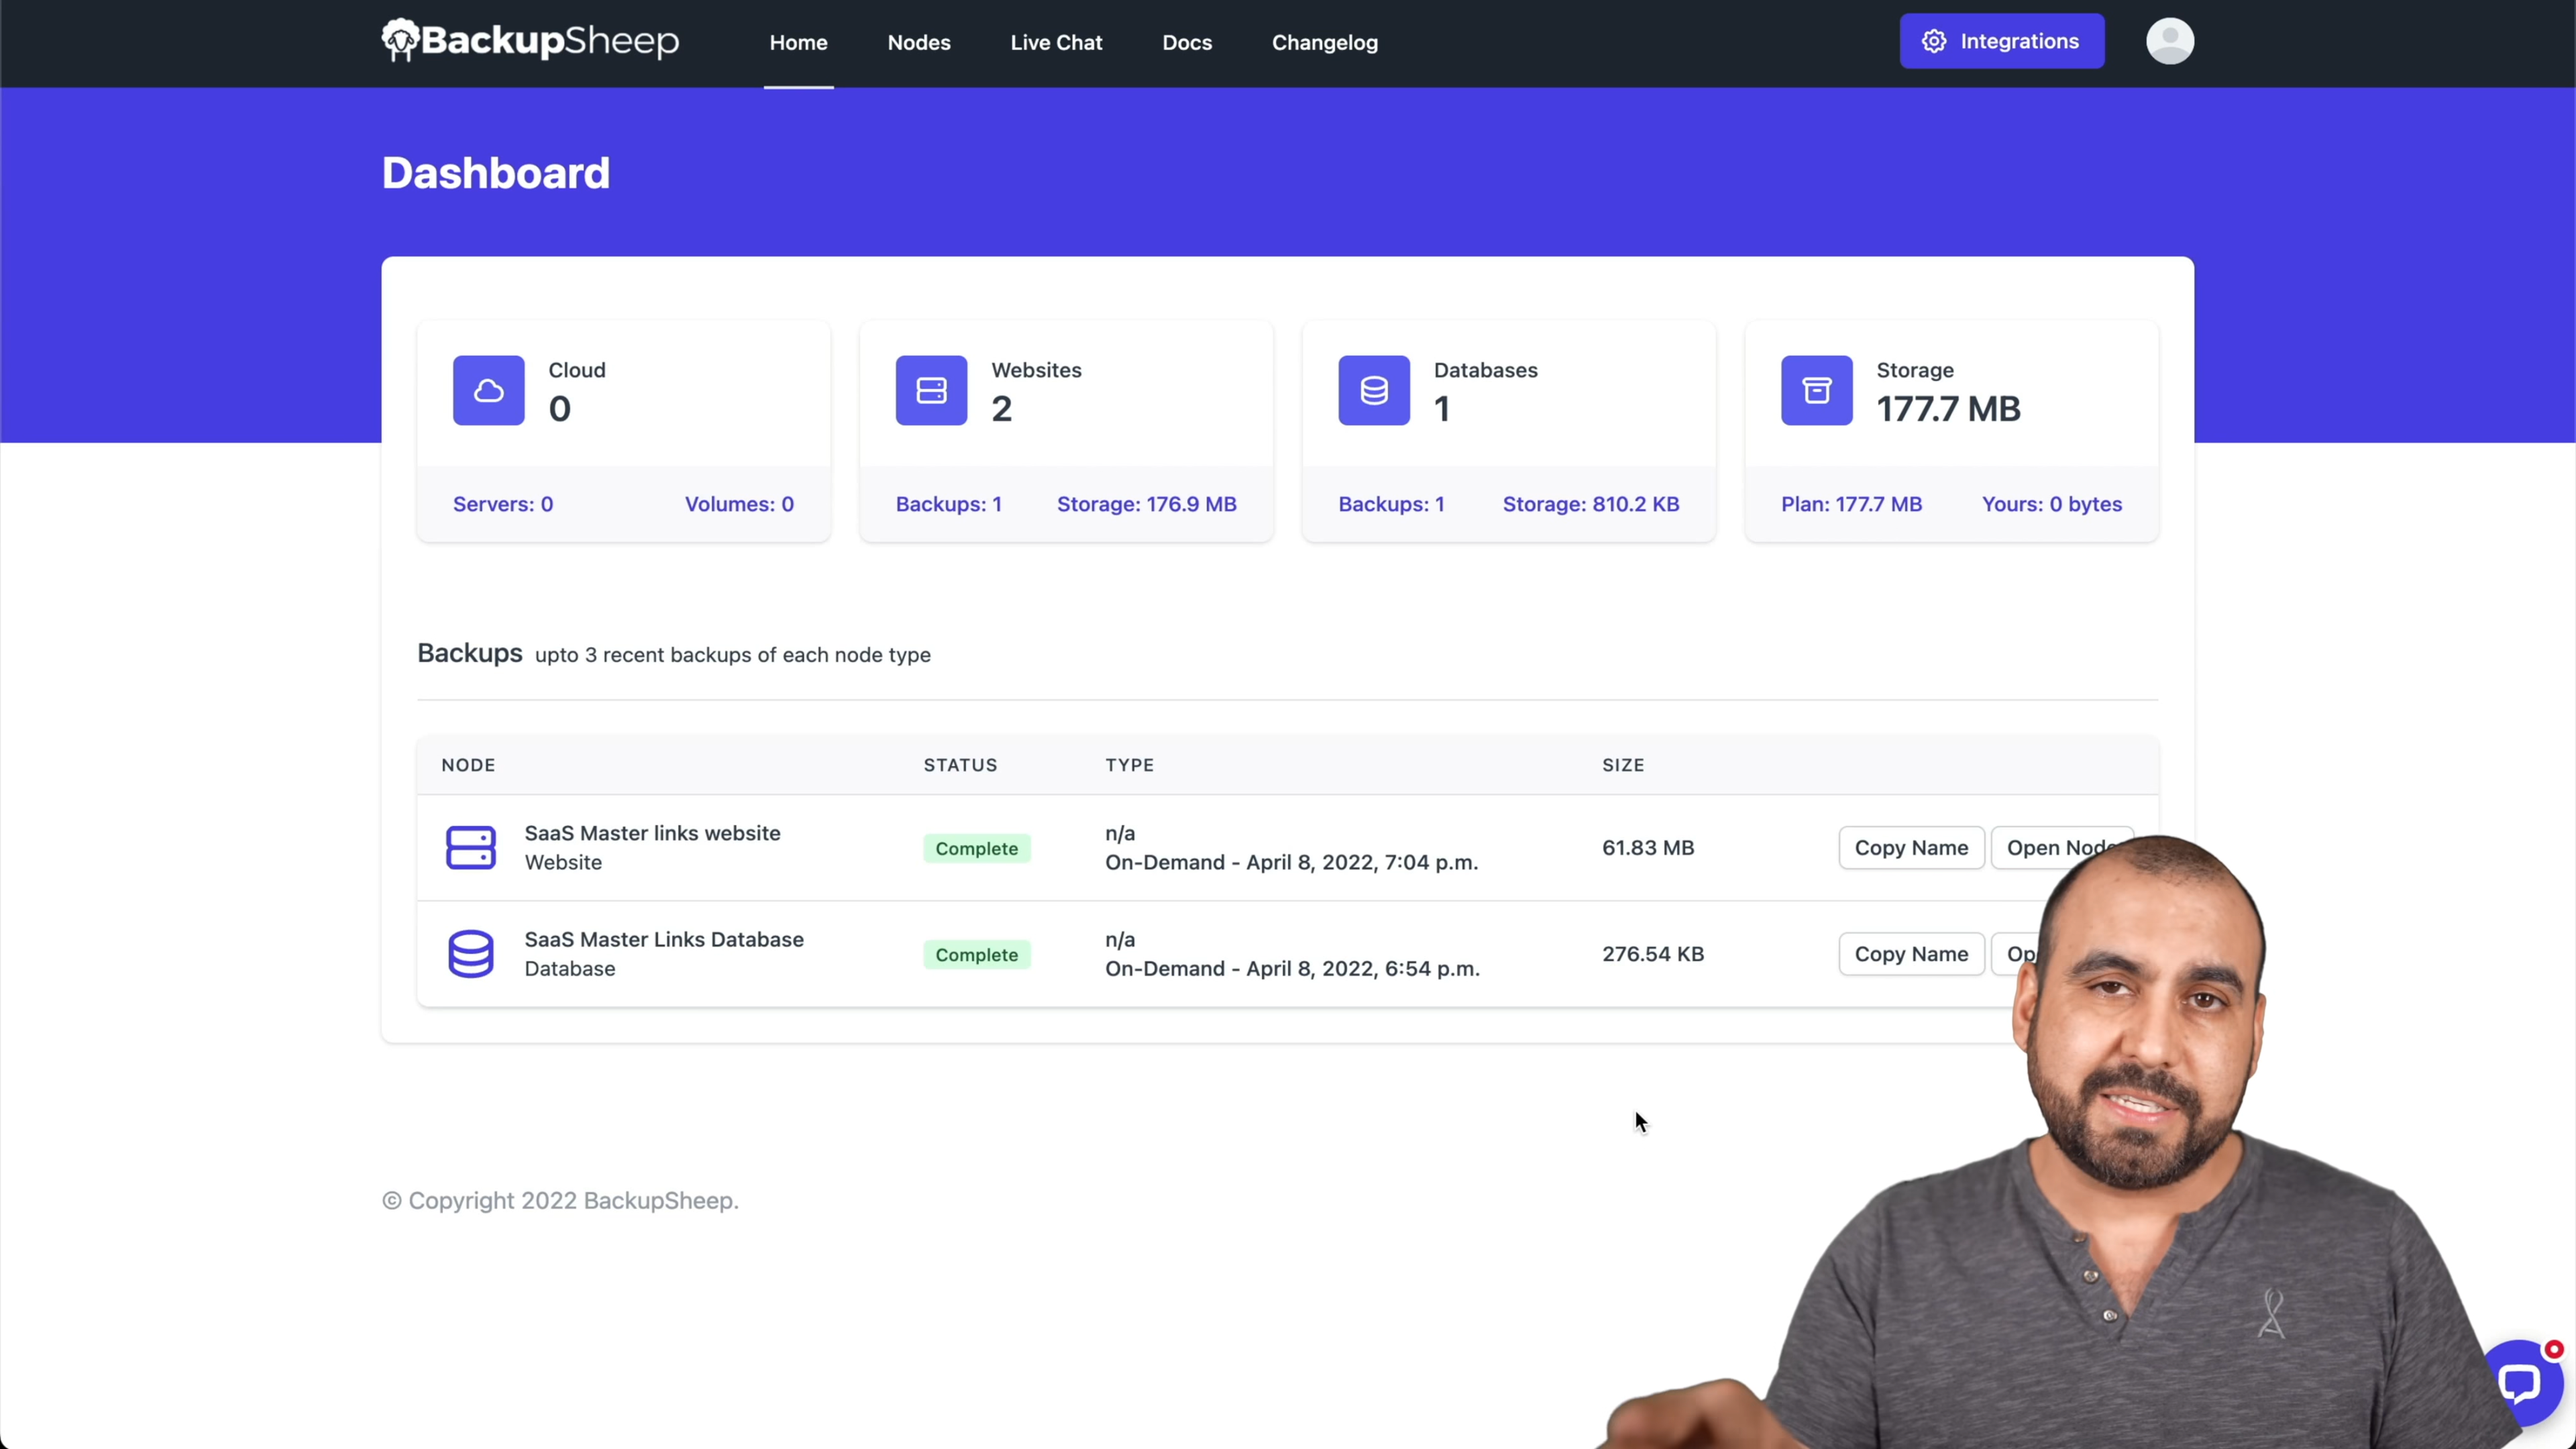 BackupSheep Home Nodes Live Chat Docs Changelog Integrations
Dashboard
Cloud
0
Servers: 0 Volumes: 0
Websites
2
Backups: 1 Storage: 176.9 MB
Databases
1
Backups: 1 Storage: 810.2 KB
Storage
177.7 MB
Plan: 177.7 MB Yours: 0 bytes
Backups upto 3 recent backups of each node type
NODE STATUS TYPE SIZE
SaaS Master links website
Website
Complete
n/a
On-Demand - April 8, 2022, 7:04 p.m.
61.83 MB
Copy Name Open
SaaS Master Links Database
Database
Complete
n/a
On-Demand - April 8, 2022, 6:54 p.m.
276.54 KB
Copy Name
© Copyright 2022 BackupSheep.